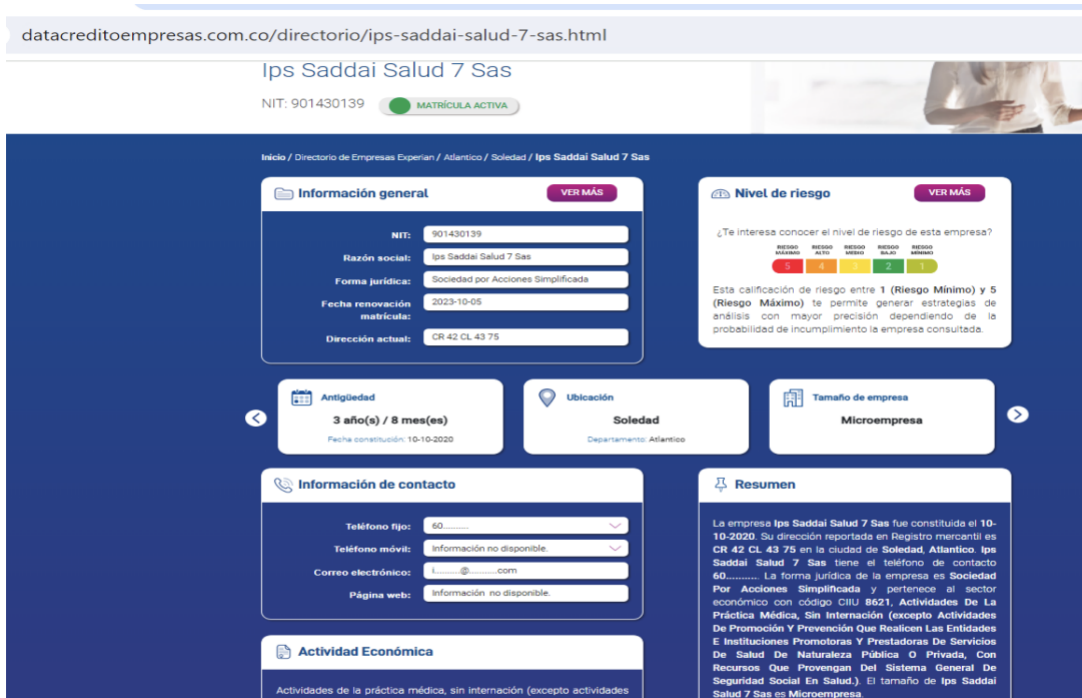 datacreditoempresas.com.co/directorio/ips-saddai-salud-7-sas.html
Ips Saddai Salud 7 Sas
NIT: 901430139 MATRÍCULA ACTIVA
Inicio / Directorio de Empresas Experian / Atlantico / Soledad / Ips Saddai Salud 7 Sas
Información general VER MÁS
NIT: 901430139
Razón social: Ips Saddai Salud 7 Sas
Forma jurídica: Sociedad por Acciones Simplificada
Fecha renovación matrícula: 2023-10-05
Dirección actual: CR 42 CL 43 75
Nivel de riesgo VER MÁS
¿Te interesa conocer el nivel de riesgo de esta empresa?
RIESGO MÁXIMO RIESGO ALTO RIESGO MEDIO RIESGO BAJO RIESGO MÍNIMO
5 4 3 2 1
Esta calificación de riesgo entre 1 (Riesgo Mínimo) y 5
(Riesgo Máximo) te permite generar estrategias de
análisis con mayor precisión dependiendo de la
probabilidad de incumplimiento la empresa consultada.
Antigüedad
3 año(s) / 8 mes(es)
Fecha constitución: 10-10-2020
Ubicación
Soledad
Departamento: Atlantico
Tamaño de empresa
Microempresa
Información de contacto
Teléfono fijo: 60..........
Teléfono móvil: Información no disponible.
Correo electrónico: i..........@..........com
Página web: Información no disponible.
Resumen
La empresa Ips Saddai Salud 7 Sas fue constituida el 10-
10-2020. Su dirección reportada en Registro mercantil es
CR 42 CL 43 75 en la ciudad de Soledad, Atlantico. Ips
Saddai Salud 7 Sas tiene el teléfono de contacto
60.......... La forma jurídica de la empresa es Sociedad
Por Acciones Simplificada y pertenece al sector
económico con código CIIU 8621, Actividades De La
Práctica Médica, Sin Internación (excepto Actividades
De Promoción Y Prevención Que Realicen Las Entidades
E Instituciones Promotoras Y Prestadoras De Servicios
De Salud De Naturaleza Pública O Privada, Con
Recursos Que Provengan Del Sistema General De
Seguridad Social En Salud.). El tamaño de Ips Saddai
Salud 7 Sas es Microempresa.
Actividad Económica
Actividades de la práctica médica, sin internación (excepto actividades